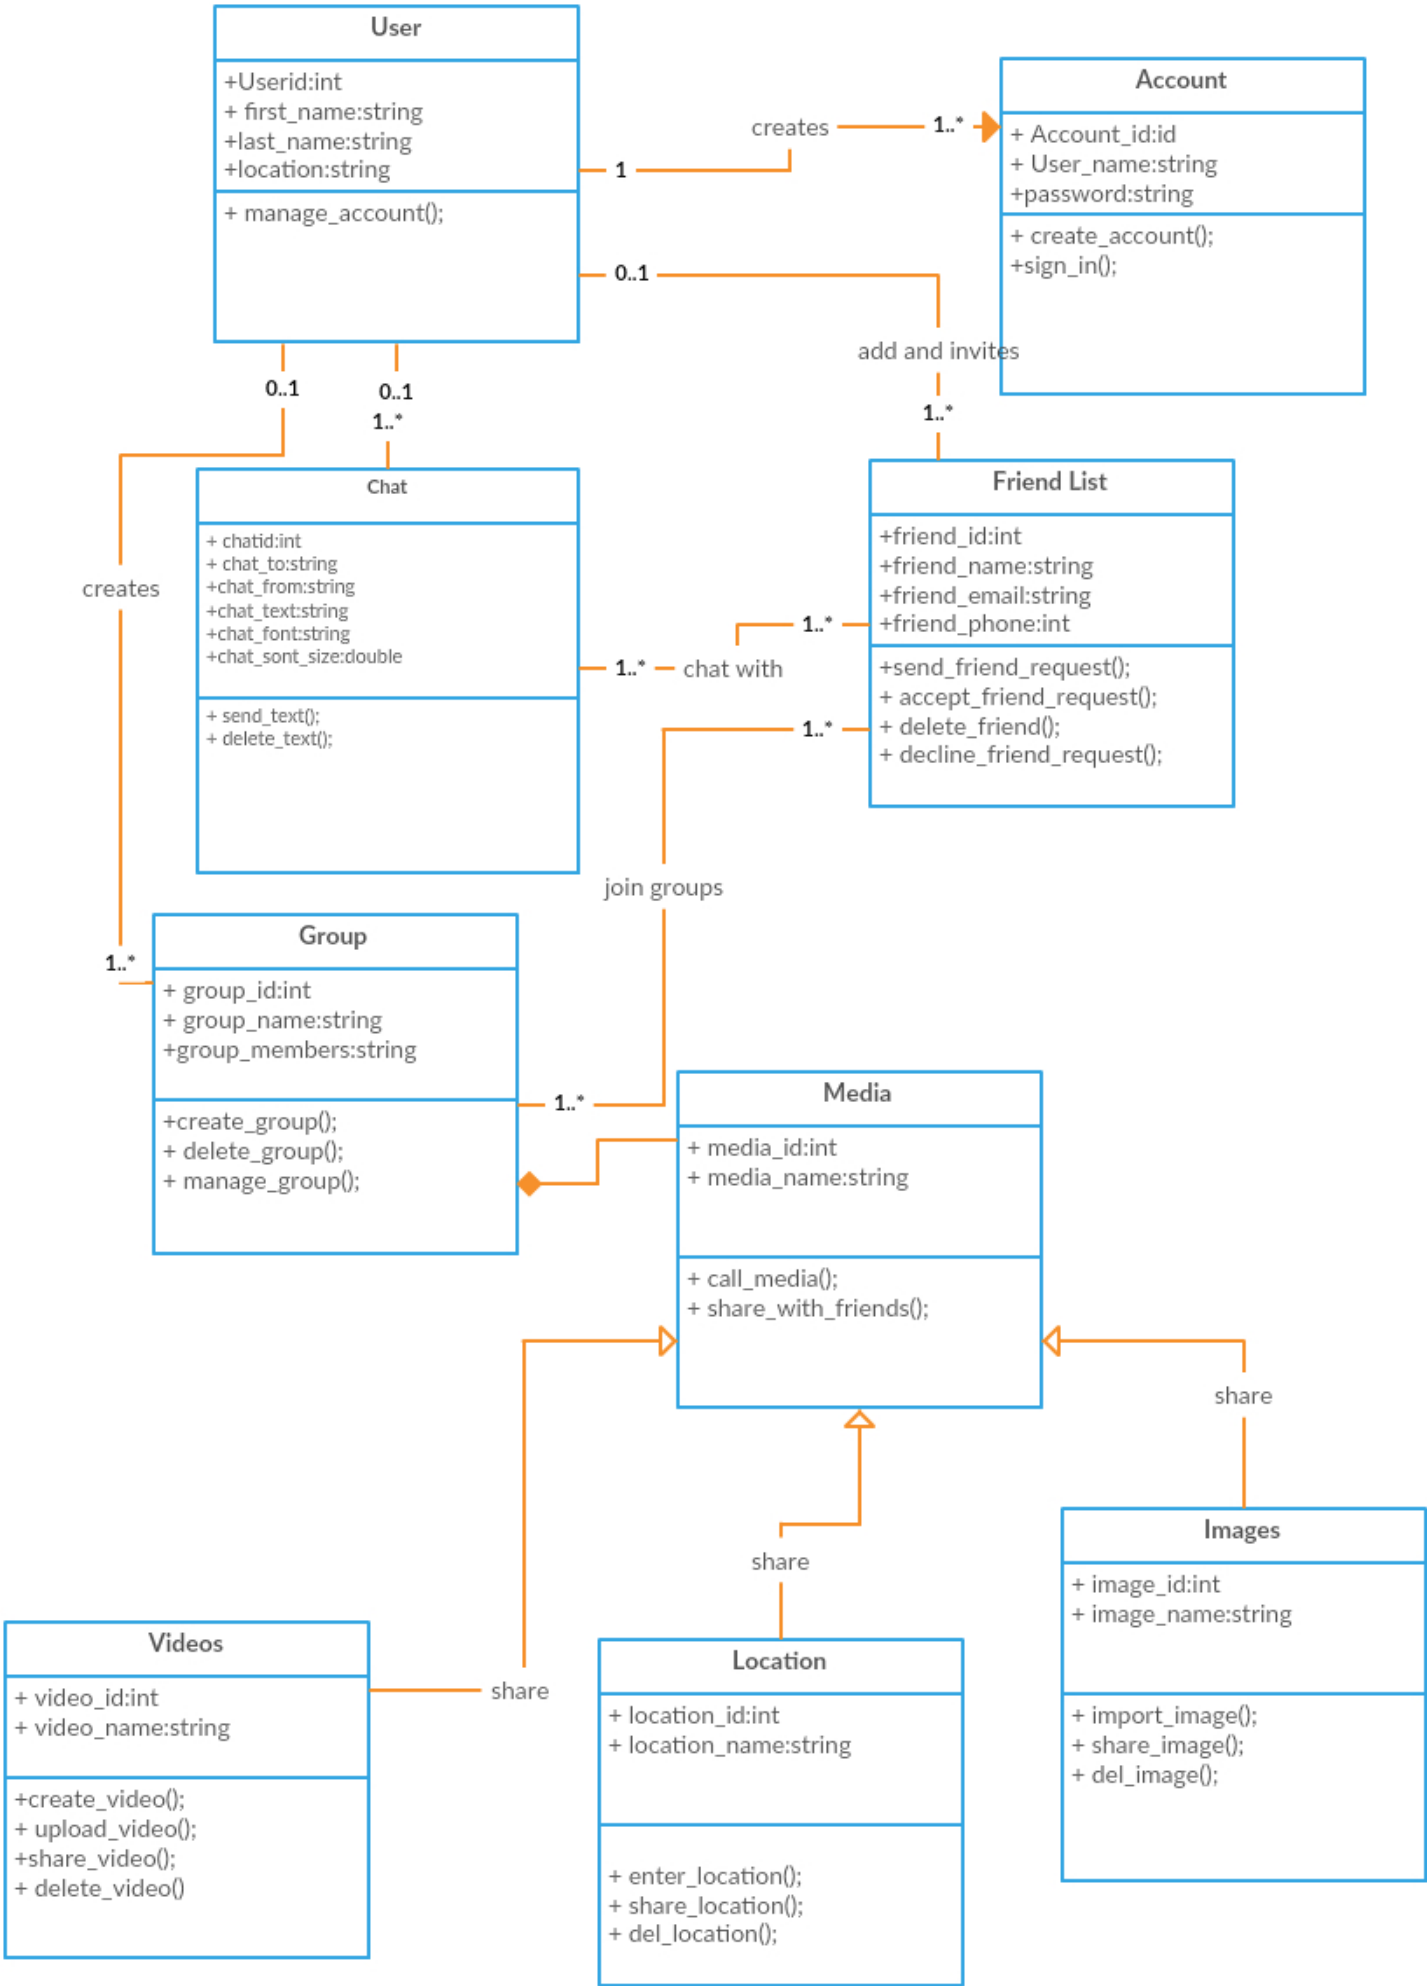 User
+Userid:int
+ first_name:string
+last_name:string
+location:string
+ manage_account();
Account
+ Account_id:id
+ User_name:string
+password:string
+ create_account();
+sign_in();
creates
1..*
1
0..1
add and invites
1..*
0..1
0..1
1..*
Chat
+ chatid:int
+ chat_to:string
+chat_from:string
+chat_text:string
+chat_font:string
+chat_sont_size:double
+ send_text();
+ delete_text();
Friend List
+friend_id:int
+friend_name:string
+friend_email:string
+friend_phone:int
+send_friend_request();
+ accept_friend_request();
+ delete_friend();
+ decline_friend_request();
creates
1..*
1..*
chat with
1..*
join groups
1..*
Group
+ group_id:int
+ group_name:string
+group_members:string
+create_group();
+ delete_group();
+ manage_group();
1..*
Media
+ media_id:int
+ media_name:string
+ call_media();
+ share_with_friends();
share
share
share
Images
+ image_id:int
+ image_name:string
+ import_image();
+ share_image();
+ del_image();
Videos
+ video_id:int
+ video_name:string
+create_video();
+ upload_video();
+share_video();
+ delete_video()
Location
+ location_id:int
+ location_name:string
+ enter_location();
+ share_location();
+ del_location();